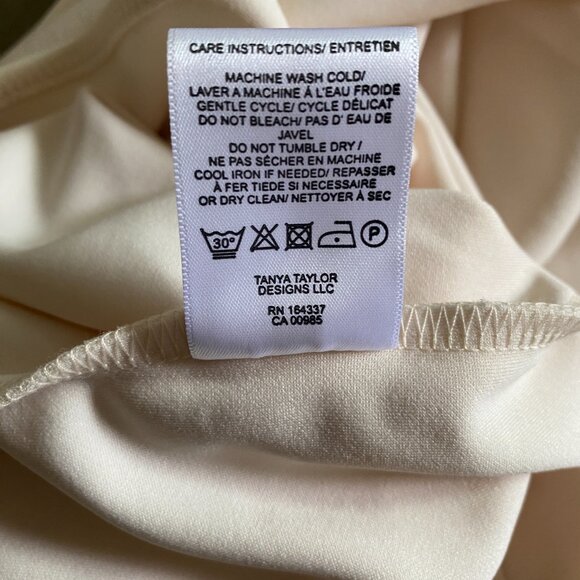 CARE INSTRUCTIONS/ ENTRETIEN
MACHINE WASH COLD/
LAVER A MACHINE Á L'EAU FROIDE
GENTLE CYCLE/ CYCLE DÉLICAT
DO NOT BLEACH/ PAS D' EAU DE
JAVEL
DO NOT TUMBLE DRY /
NE PAS SÈCHER EN MACHINE
COOL IRON IF NEEDED/ REPASSER
À FER TIEDE SI NECESSAIRE
OR DRY CLEAN/ NETTOYER À SEC
30° P
TANYA TAYLOR
DESIGNS LLC
RN 164337
CA 00985